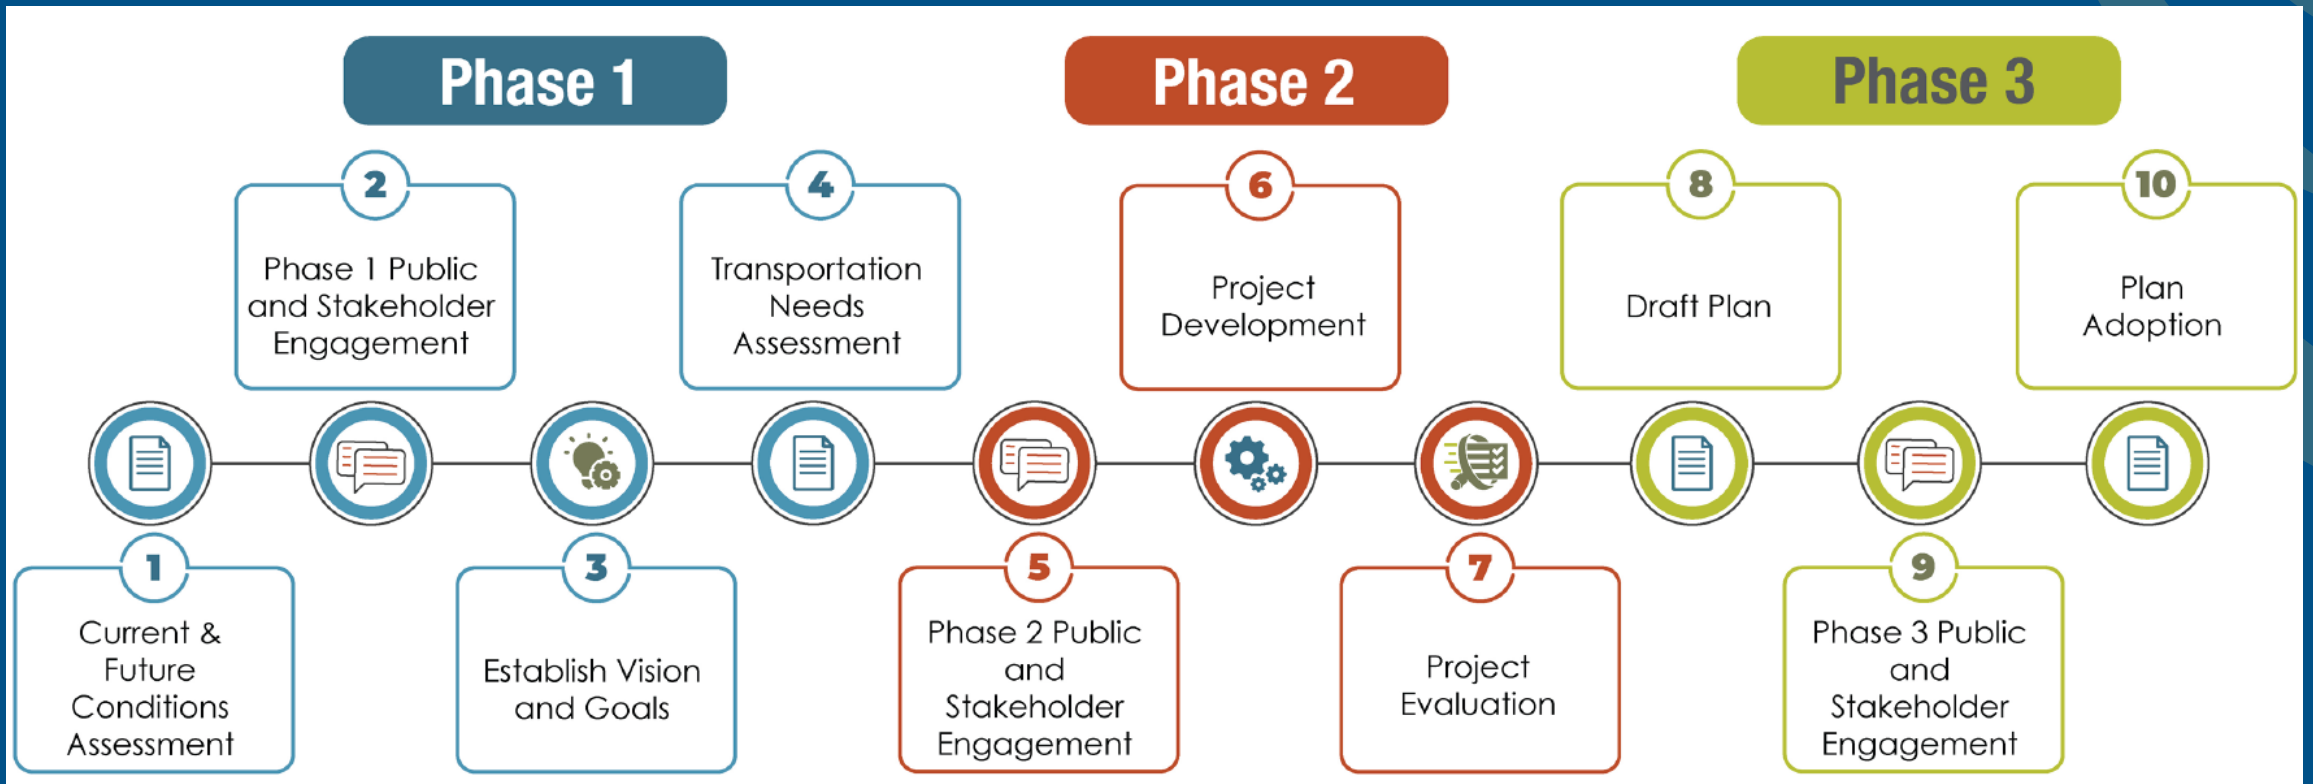 Phase 1
Phase 2
Phase 3
1
Current &
Future
Conditions
Assessment
2
Phase 1 Public
and Stakeholder
Engagement
3
Establish Vision
and Goals
4
Transportation
Needs
Assessment
5
Phase 2 Public
and
Stakeholder
Engagement
6
Project
Development
7
Project
Evaluation
8
Draft Plan
9
Phase 3 Public
and
Stakeholder
Engagement
10
Plan
Adoption